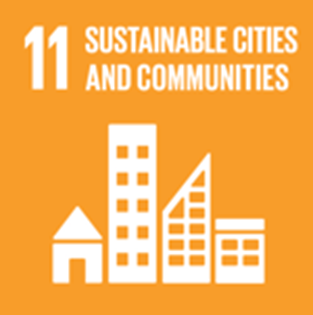 11 SUSTAINABLE CITIES
AND COMMUNITIES